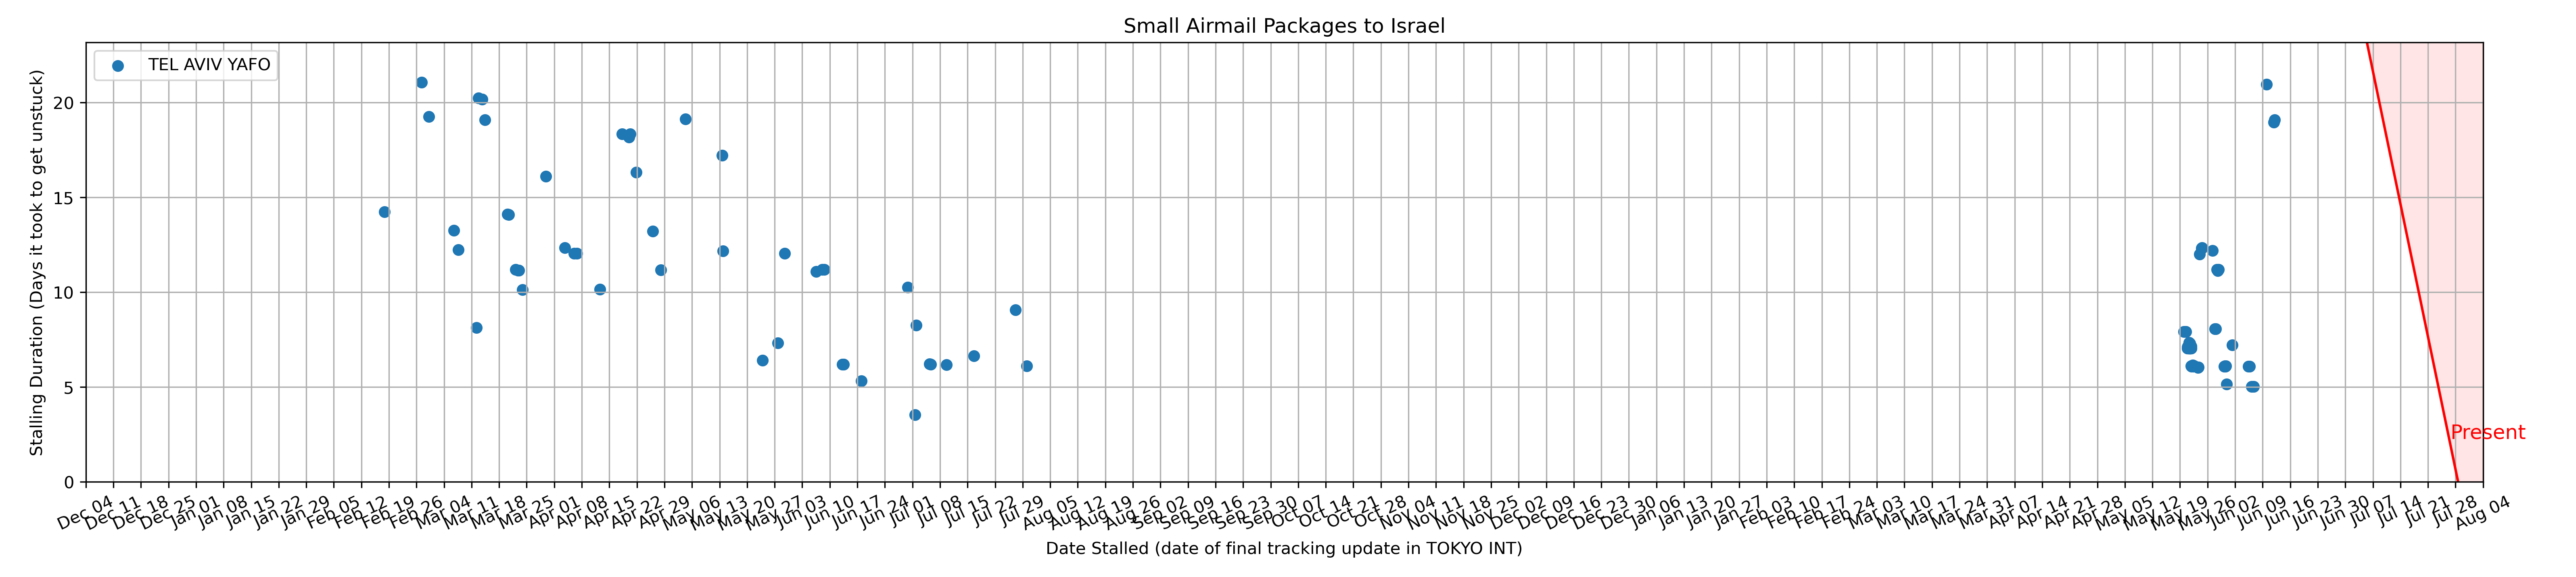 Small Airmail Packages to Israel
TEL AVIV YAFO
Stalling Duration (Days it took to get unstuck)
20
15
10
5
0
Present
Dec 04
Dec 11
Dec 18
Dec 25
Jan 01
Jan 08
Jan 15
Jan 22
Jan 29
Feb 05
Feb 12
Feb 19
Feb 26
Mar 04
Mar 11
Mar 18
Mar 25
Apr 01
Apr 08
Apr 15
Apr 22
Apr 29
May 06
May 13
May 20
May 27
Jun 03
Jun 10
Jun 17
Jun 24
Jul 01
Jul 08
Jul 15
Jul 22
Jul 29
Aug 05
Aug 12
Aug 19
Aug 26
Sep 02
Sep 09
Sep 16
Sep 23
Sep 30
Oct 07
Oct 14
Oct 21
Oct 28
Nov 04
Nov 11
Nov 18
Nov 25
Dec 02
Dec 09
Dec 16
Dec 23
Dec 30
Jan 06
Jan 13
Jan 20
Jan 27
Feb 03
Feb 10
Feb 17
Feb 24
Mar 03
Mar 10
Mar 17
Mar 24
Mar 31
Apr 07
Apr 14
Apr 21
Apr 28
May 05
May 12
May 19
May 26
Jun 02
Jun 09
Jun 16
Jun 23
Jun 30
Jul 07
Jul 14
Jul 21
Jul 28
Aug 04
Date Stalled (date of final tracking update in TOKYO INT)